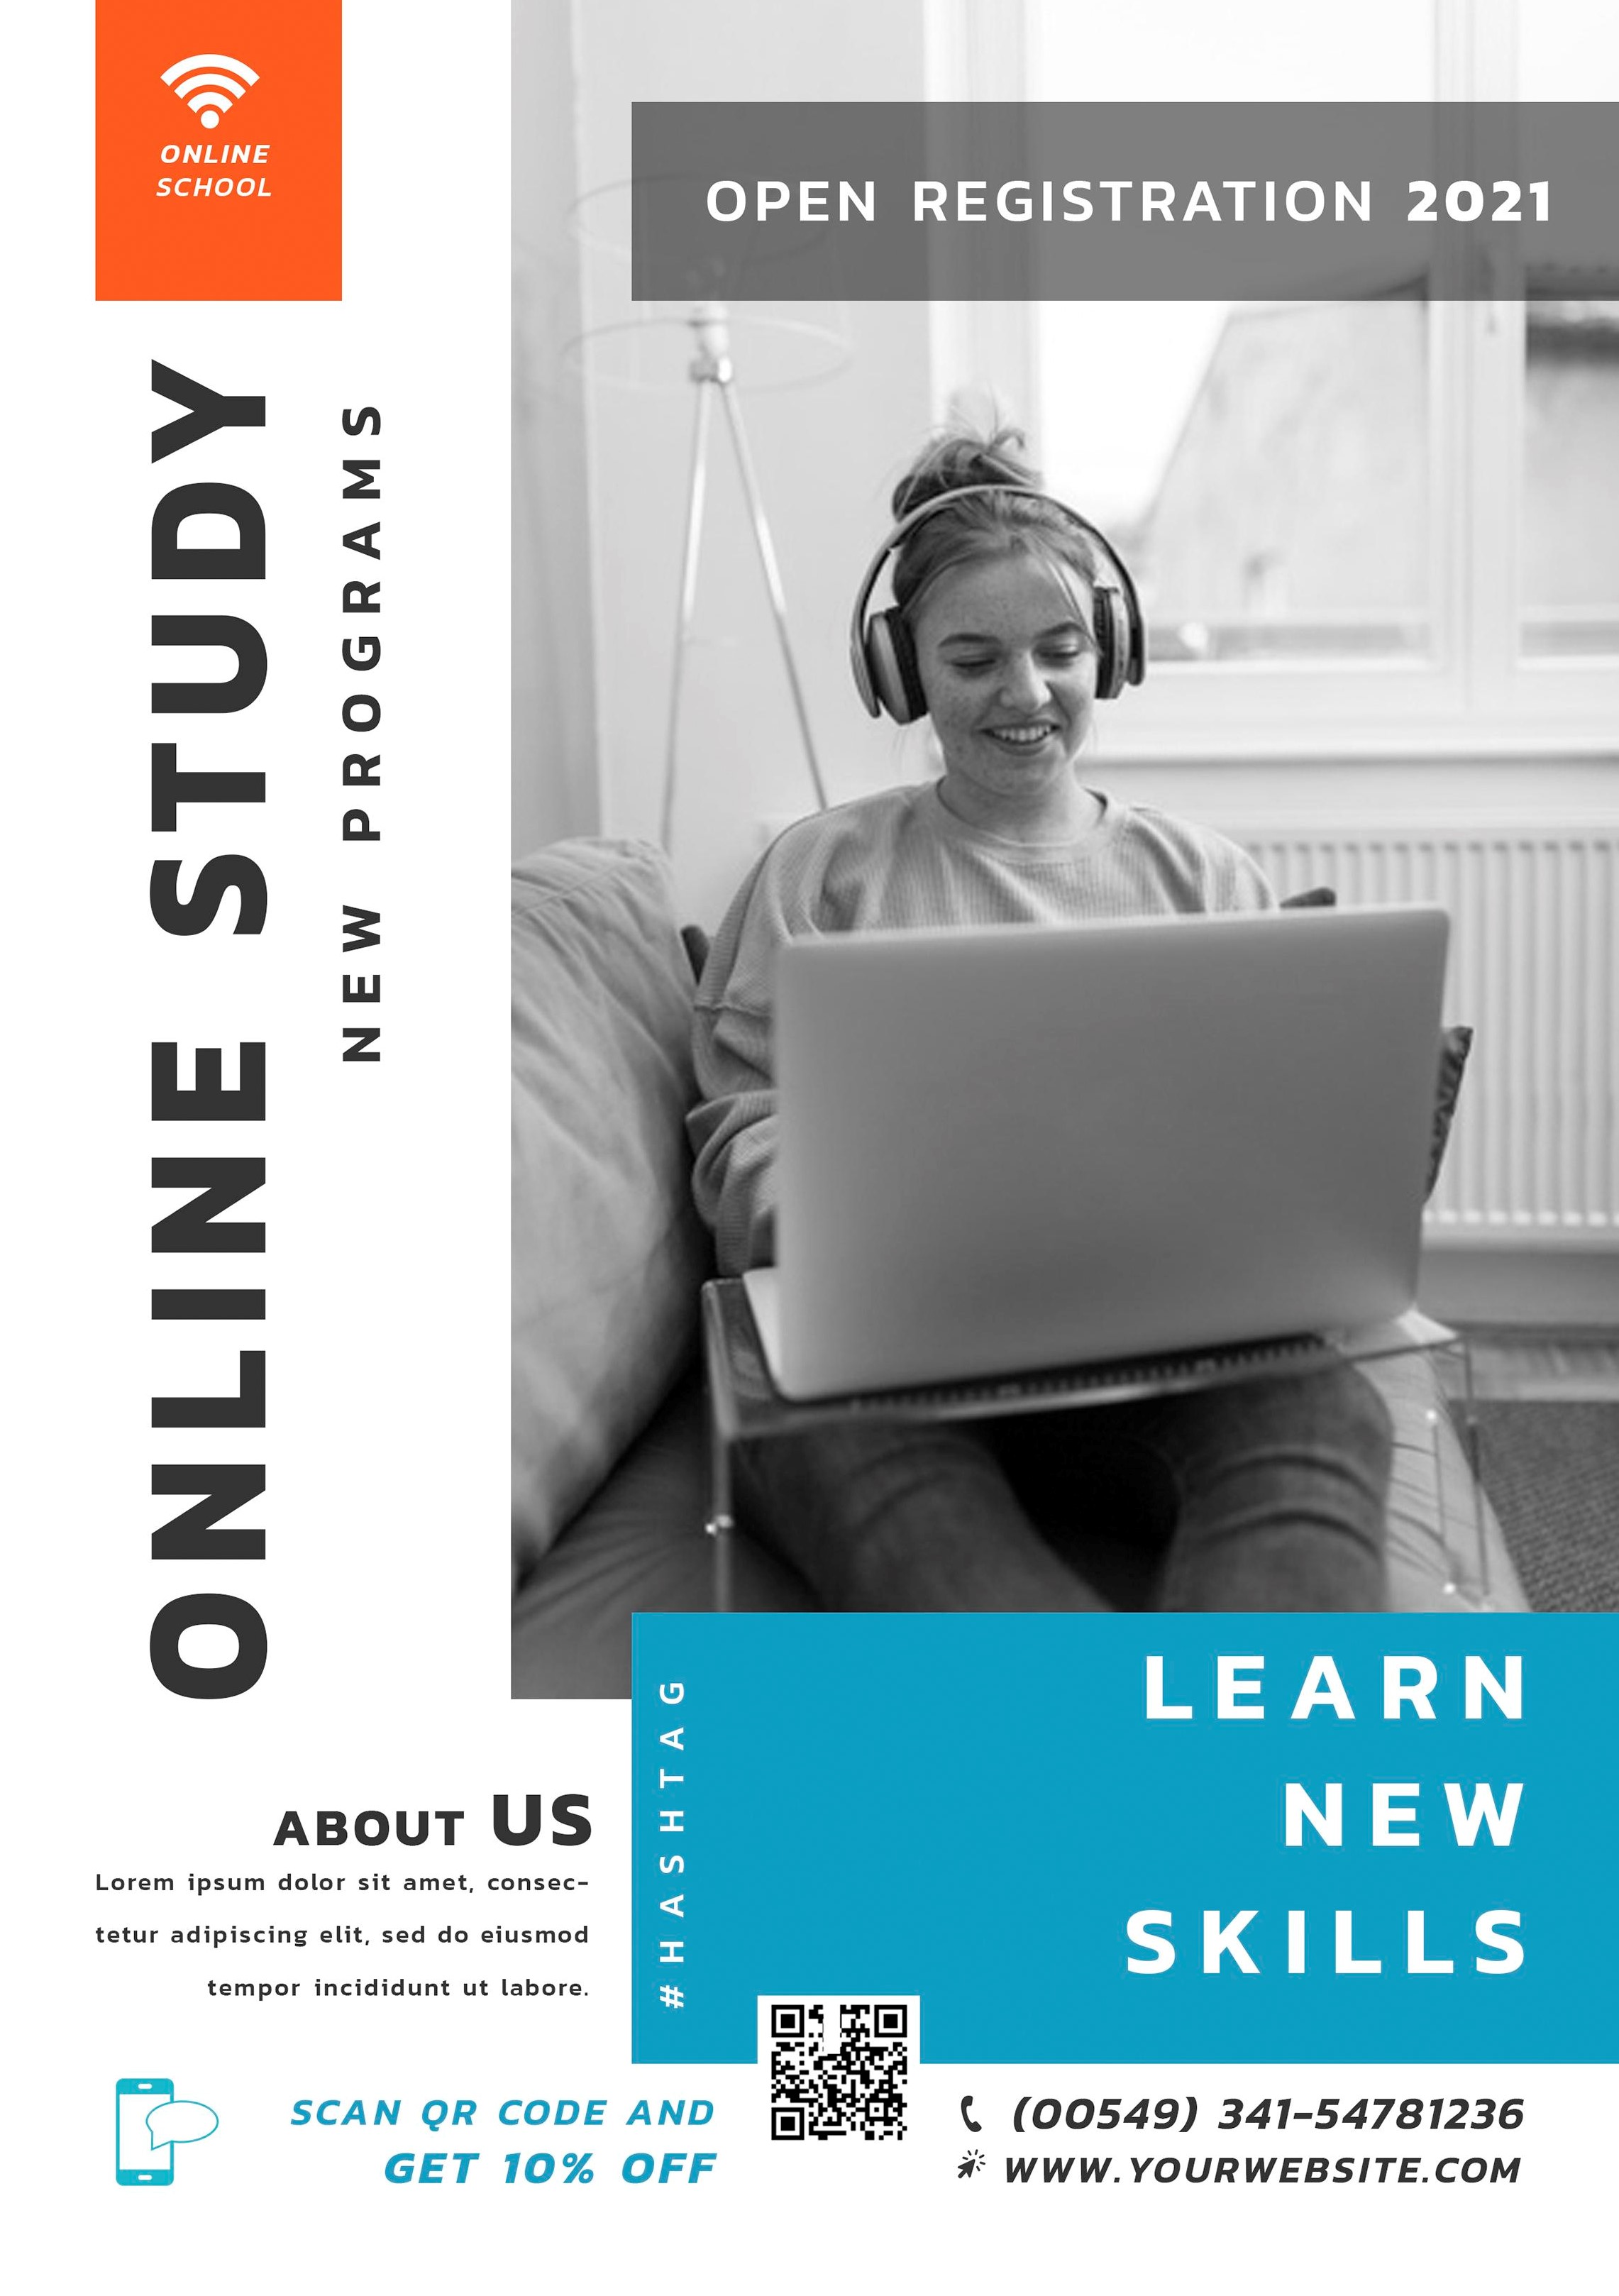 ONLINE
SCHOOL
OPEN REGISTRATION 2021
ONLINE STUDY
NEW PROGRAMS
LEARN
NEW
SKILLS
#HASHTAG
ABOUT US
Lorem ipsum dolor sit amet, consec-
tetur adipiscing elit, sed do eiusmod
tempor incididunt ut labore.
SCAN QR CODE AND
GET 10% OFF
(00549) 341-54781236
WWW.YOURWEBSITE.COM